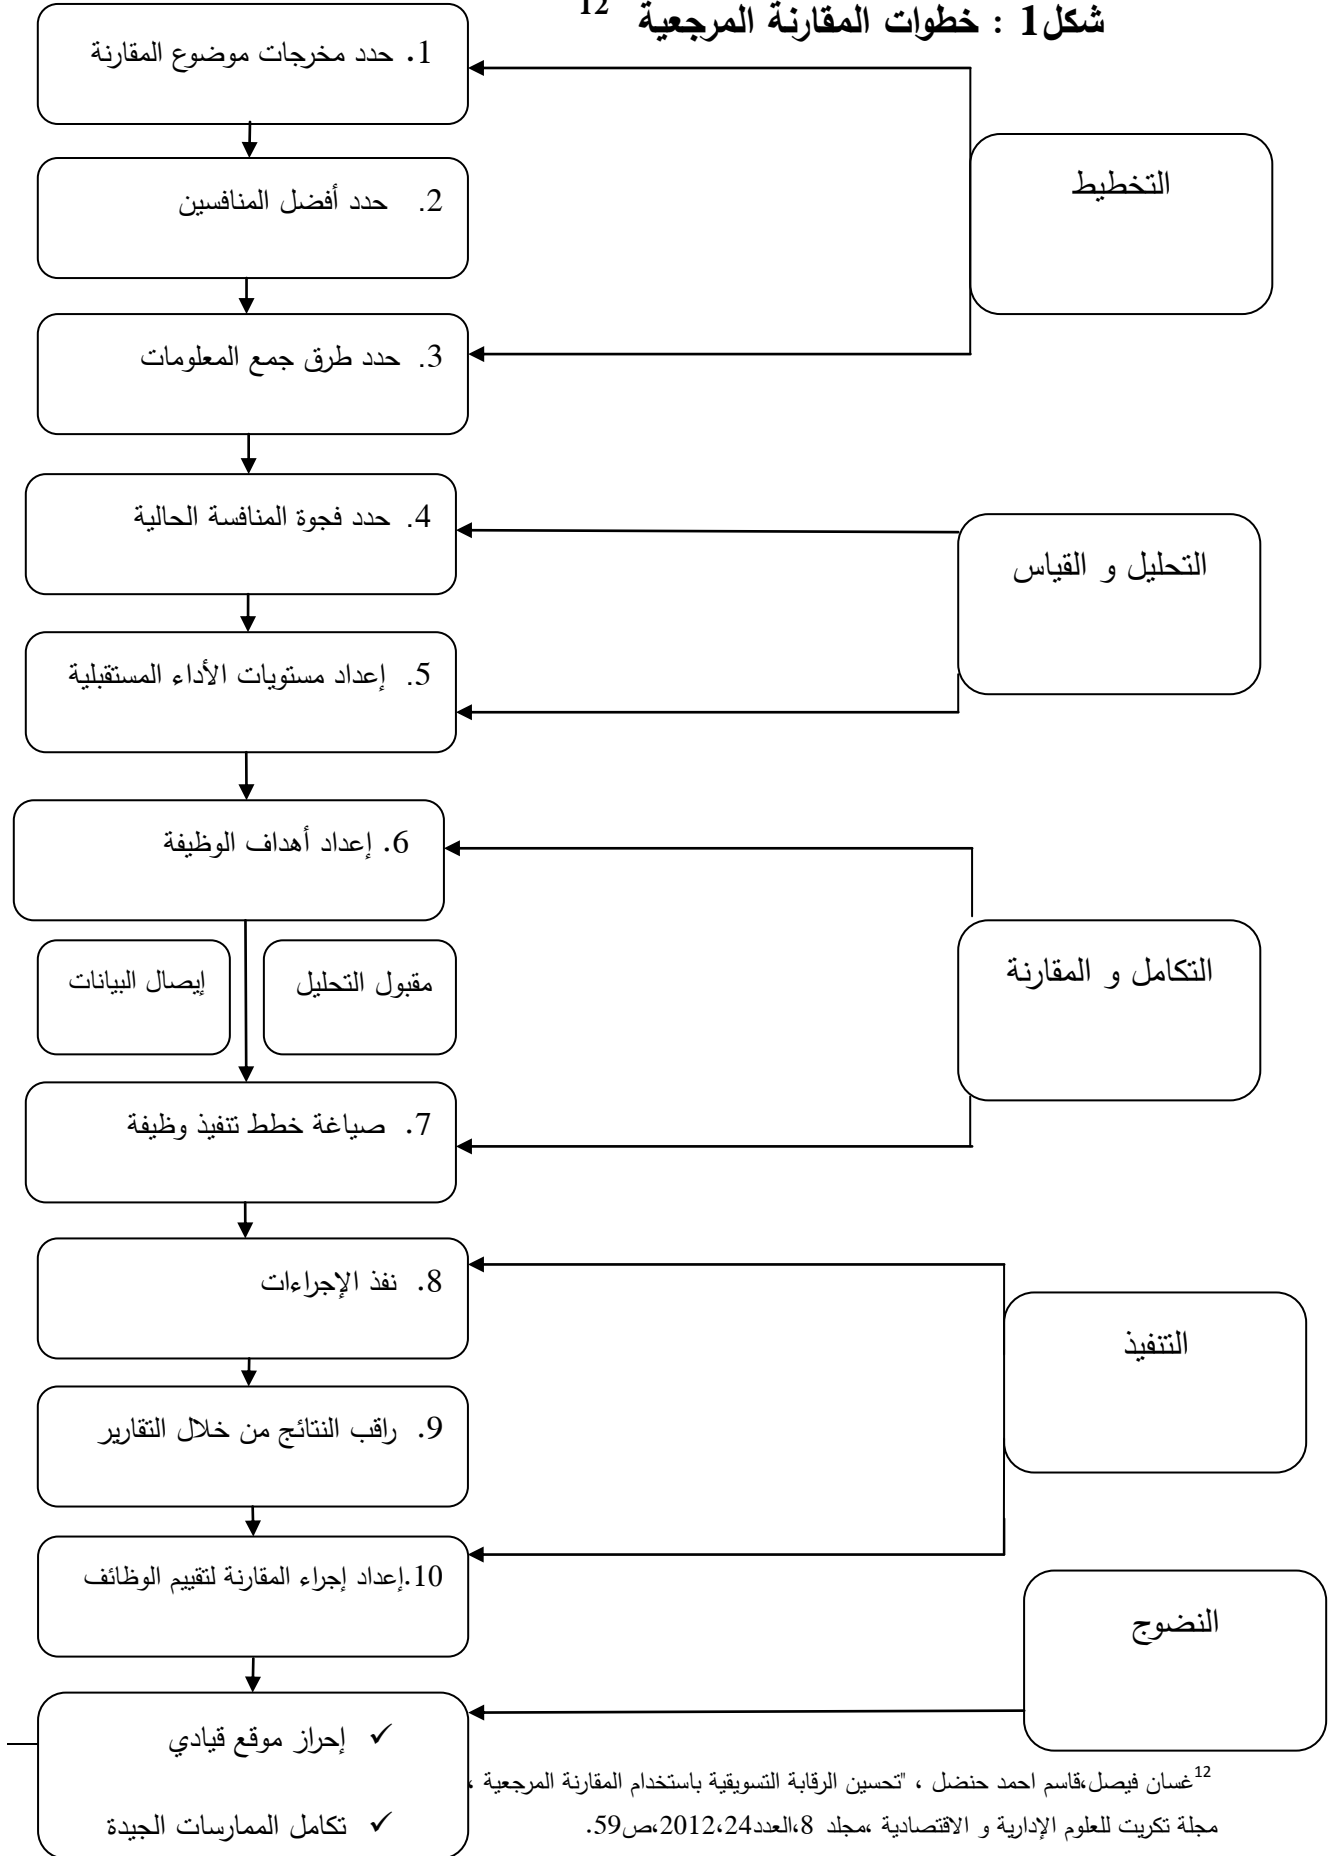 شكل1 : خطوات المقارنة المرجعية 12
1. حدد مخرجات موضوع المقارنة
التخطيط
2. حدد أفضل المنافسين
3. حدد طرق جمع المعلومات
4. حدد فجوة المنافسة الحالية
التحليل و القياس
5. إعداد مستويات الأداء المستقبلية
6. إعداد أهداف الوظيفة
التكامل و المقارنة
مقبول التحليل
إيصال البيانات
7. صياغة خطط تنفيذ وظيفة
8. نفذ الإجراءات
التنفيذ
9. راقب النتائج من خلال التقارير
10.إعداد إجراء المقارنة لتقييم الوظائف
النضوج
✓ إحراز موقع قيادي
✓ تكامل الممارسات الجيدة
12غسان فيصل،قاسم احمد حنضل ، "تحسين الرقابة التسويقية باستخدام المقارنة المرجعية ،
مجلة تكريت للعلوم الإدارية و الاقتصادية ،مجلد 8،العدد24،2012،ص59.